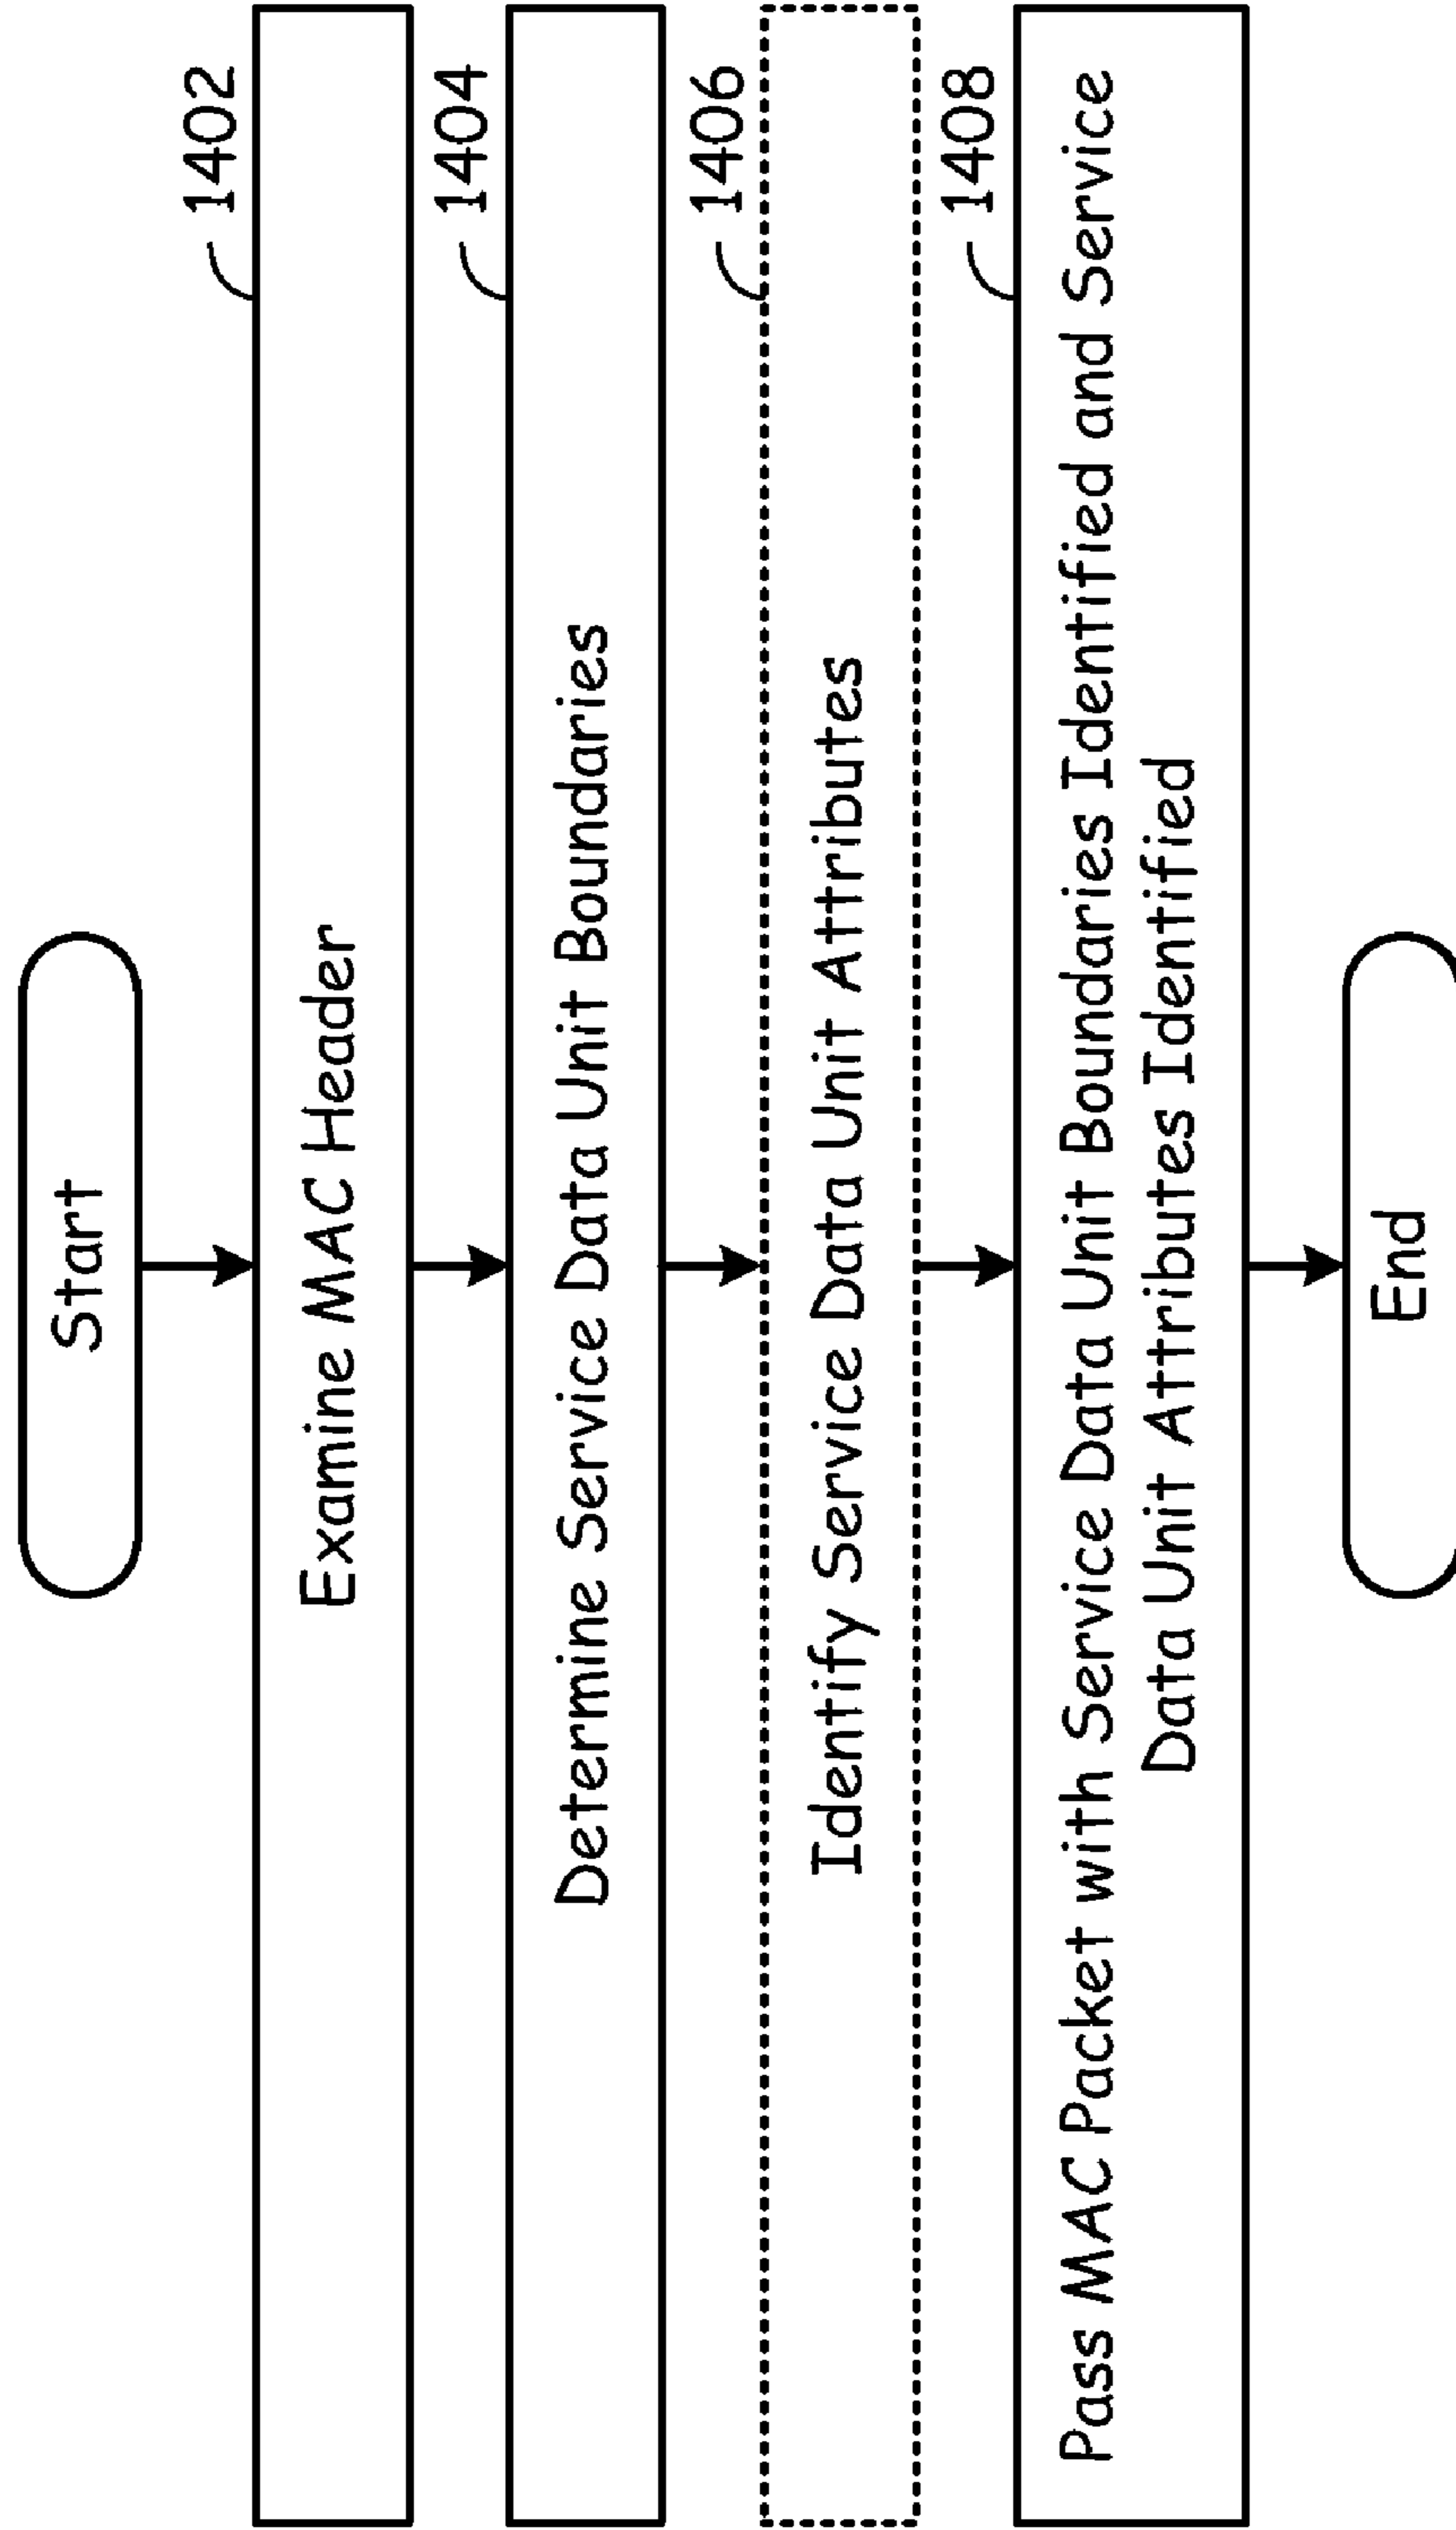 Start
1402
Examine MAC Header
1404
Determine Service Data Unit Boundaries
1406
Identify Service Data Unit Attributes
1408
Pass MAC Packet with Service Data Unit Boundaries Identified and Service
Data Unit Attributes Identified
End